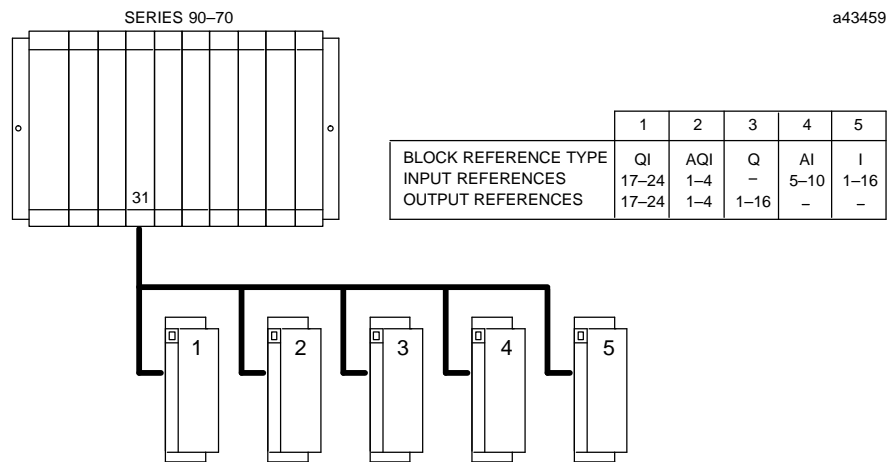 SERIES 90–70
a43459
31
1 2 3 4 5
BLOCK REFERENCE TYPE QI AQI Q AI I
INPUT REFERENCES 17–24 1–4 – 5–10 1–16
OUTPUT REFERENCES 17–24 1–4 1–16 – –
1 2 3 4 5